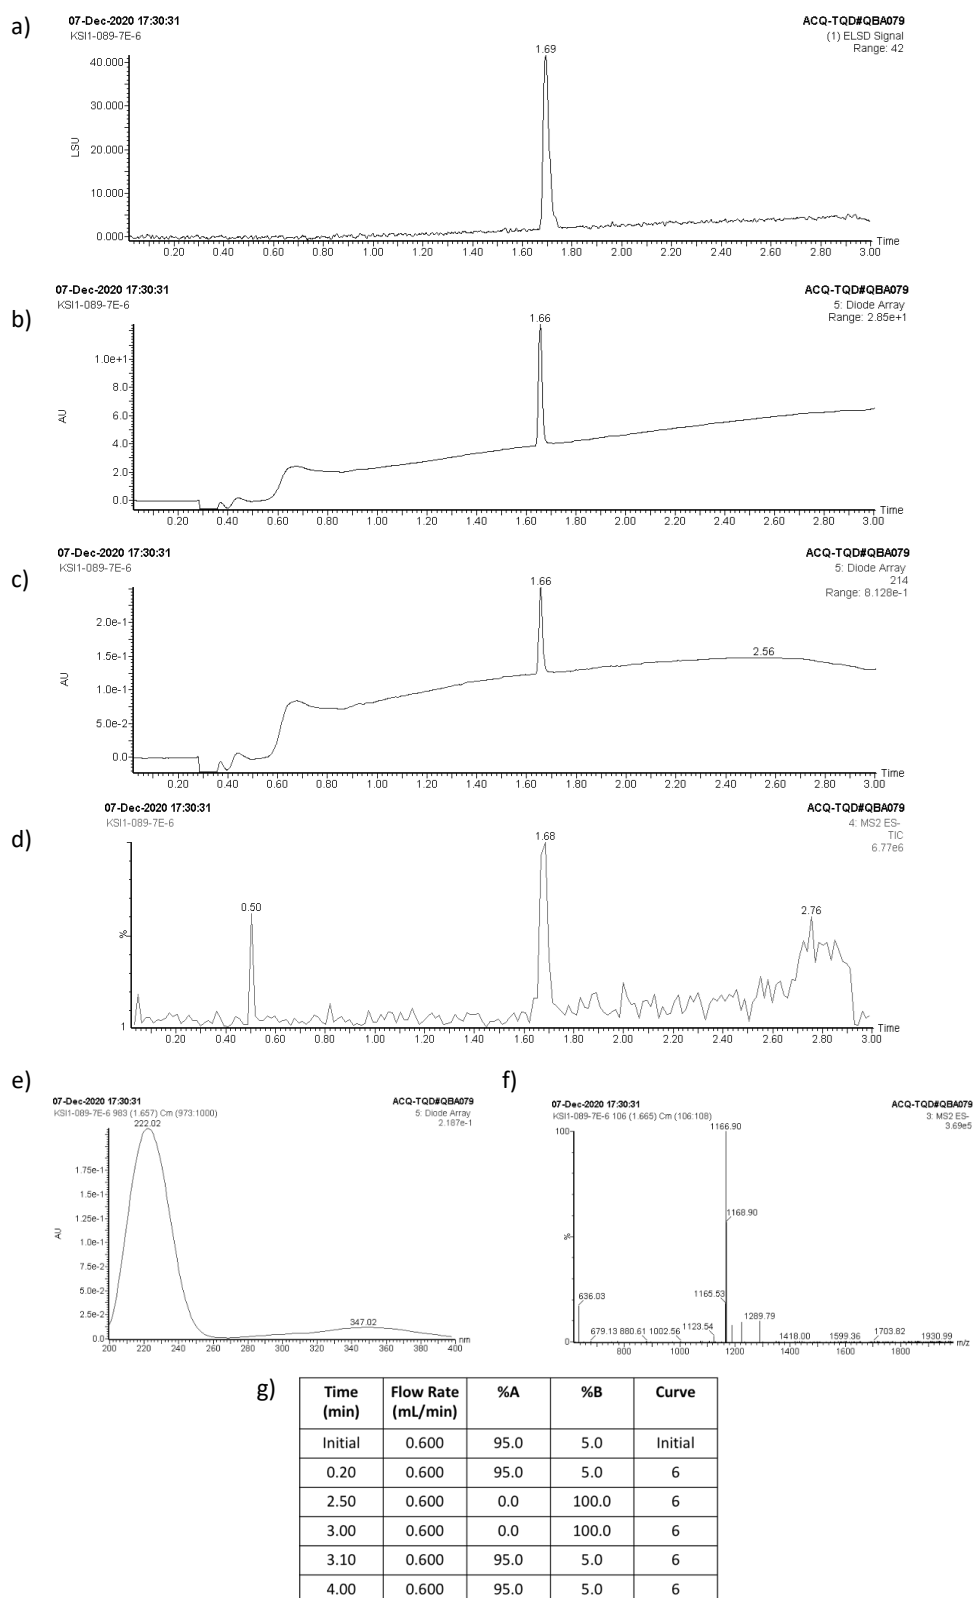 a)
07-Dec-2020 17:30:31
KSI1-089-7E-6
ACQ-TQD#QBA079
(1) ELSD Signal
Range: 42
1.69
40.000
30.000
20.000
10.000
0.000
LSU
0.20 0.40 0.60 0.80 1.00 1.20 1.40 1.60 1.80 2.00 2.20 2.40 2.60 2.80 3.00
Time
b)
07-Dec-2020 17:30:31
KSI1-089-7E-6
ACQ-TQD#QBA079
5: Diode Array
Range: 2.85e+1
1.66
1.0e+1
8.0
6.0
4.0
2.0
0.0
AU
0.20 0.40 0.60 0.80 1.00 1.20 1.40 1.60 1.80 2.00 2.20 2.40 2.60 2.80 3.00
Time
c)
07-Dec-2020 17:30:31
KSI1-089-7E-6
ACQ-TQD#QBA079
5: Diode Array
214
Range: 8.128e-1
1.66
2.56
2.0e-1
1.5e-1
1.0e-1
5.0e-2
0.0
AU
0.20 0.40 0.60 0.80 1.00 1.20 1.40 1.60 1.80 2.00 2.20 2.40 2.60 2.80 3.00
Time
d)
07-Dec-2020 17:30:31
KSI1-089-7E-6
ACQ-TQD#QBA079
4: MS2 ES-
TIC
6.77e6
1.68
0.50
2.76
%
1
0.20 0.40 0.60 0.80 1.00 1.20 1.40 1.60 1.80 2.00 2.20 2.40 2.60 2.80 3.00
Time
e)
07-Dec-2020 17:30:31
KSI1-089-7E-6 983 (1.657) Cm (973:1000)
ACQ-TQD#QBA079
5: Diode Array
2.187e-1
222.02
1.75e-1
1.5e-1
1.25e-1
1.0e-1
7.5e-2
5.0e-2
2.5e-2
0.0
AU
347.02
200 220 240 260 280 300 320 340 360 380 400
nm
f)
07-Dec-2020 17:30:31
KSI1-089-7E-6 106 (1.665) Cm (106:108)
ACQ-TQD#QBA079
3: MS2 ES-
3.69e5
1166.90
100
1168.90
%
1165.53
636.03
1289.79
679.13 880.61 1002.56 1123.54 1418.00 1599.36 1703.82 1930.99
0
800 1000 1200 1400 1600 1800
m/z
g)
Time (min) Flow Rate (mL/min) %A %B Curve
Initial 0.600 95.0 5.0 Initial
0.20 0.600 95.0 5.0 6
2.50 0.600 0.0 100.0 6
3.00 0.600 0.0 100.0 6
3.10 0.600 95.0 5.0 6
4.00 0.600 95.0 5.0 6